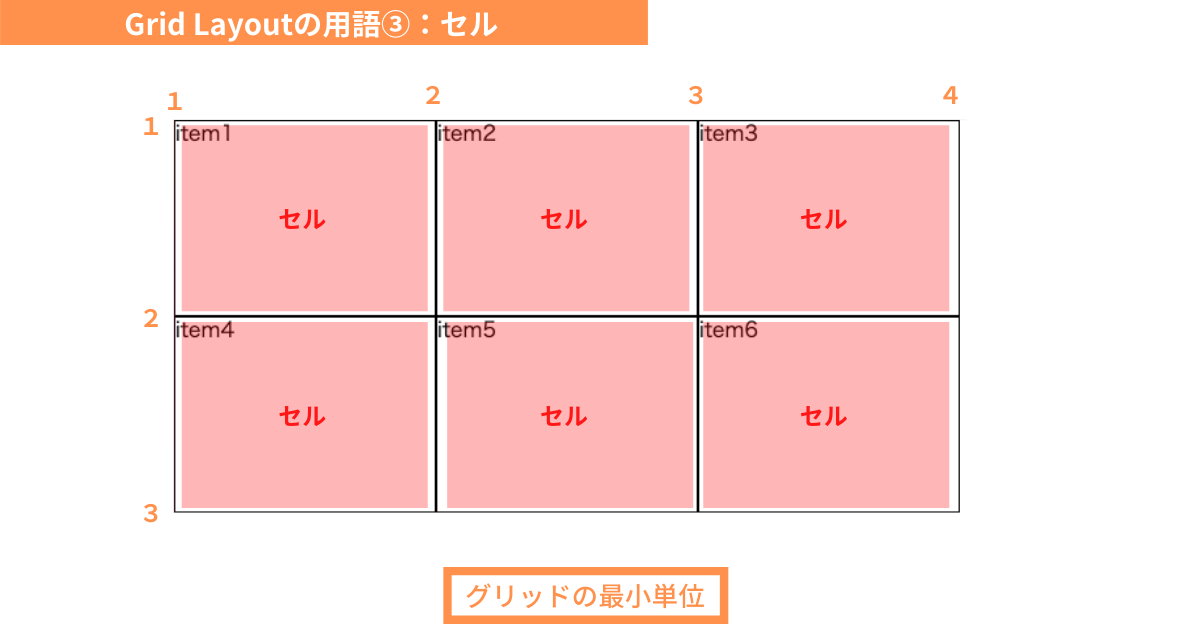 Grid Layoutの用語③：セル
1 2 3 4
1
item1 item2 item3
セル セル セル
2
item4 item5 item6
セル セル セル
3
グリッドの最小単位